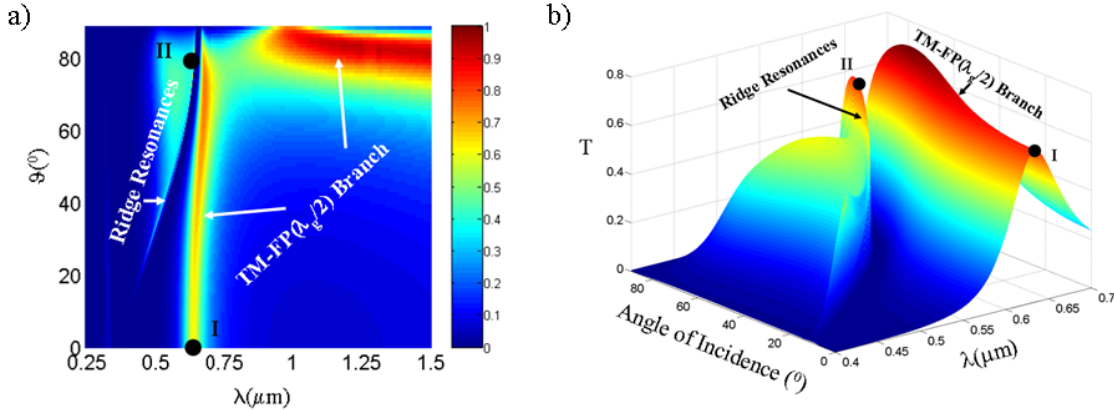 a)
80
60
40
20
0
ϑ(⁰)
0.25
0.5
0.75
1
1.25
1.5
λ(μm)
II
I
Ridge Resonances
TM-FP(λg/2) Branch
1
0.9
0.8
0.7
0.6
0.5
0.4
0.3
0.2
0.1
0
b)
T
0.8
0.6
0.4
0.2
0
80
60
40
20
0
Angle of Incidence (⁰)
0.4
0.45
0.5
0.55
0.6
0.65
0.7
λ(μm)
Ridge Resonances
II
TM-FP(λg/2) Branch
I